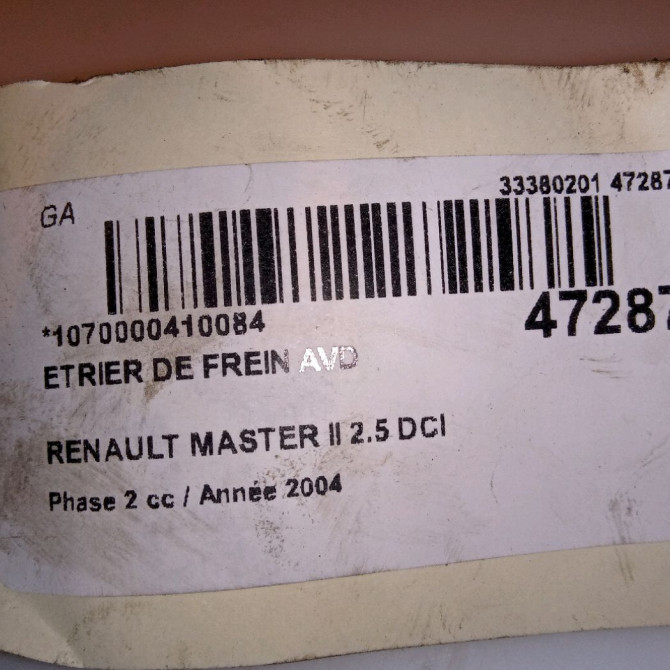 33380201 47287
GA
*1070000410084
47287
ETRIER DE FREIN AVD
RENAULT MASTER II 2.5 DCI
Phase 2 cc / Année 2004